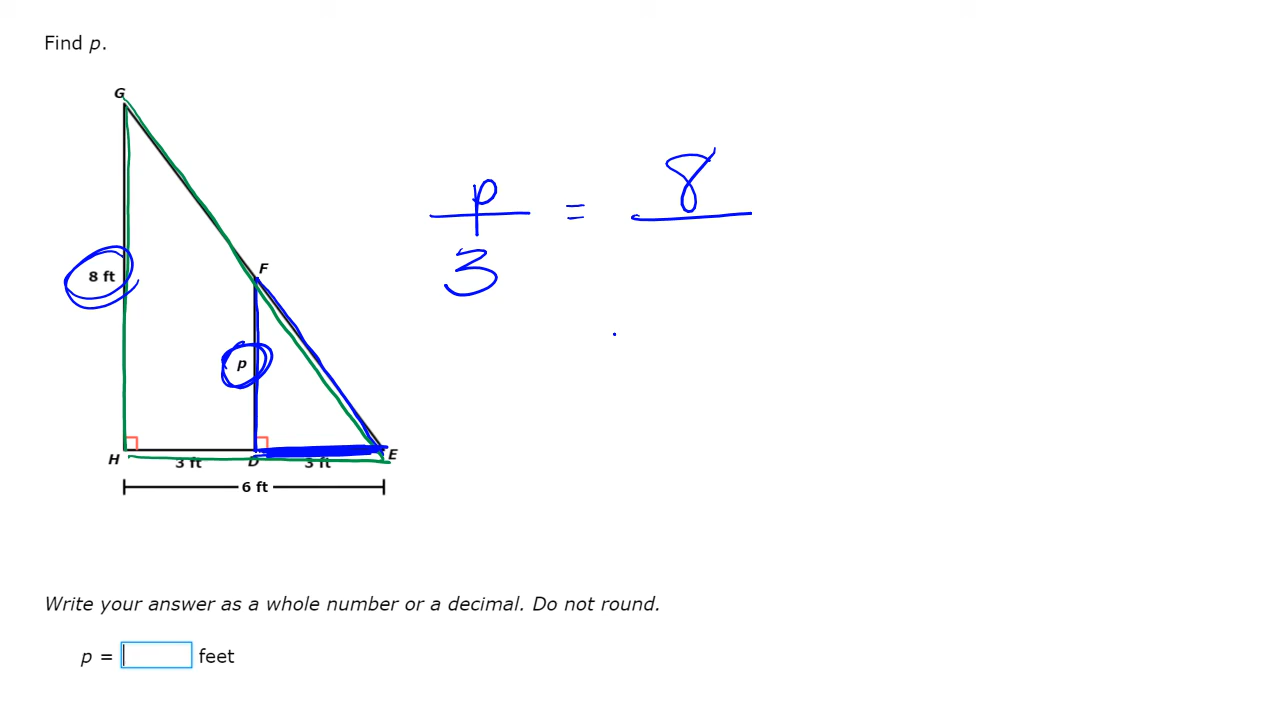 Find p.
G
p
3
=
8
8 ft
F
p
H
3 ft
D
3 ft
E
6 ft
Write your answer as a whole number or a decimal. Do not round.
p = feet